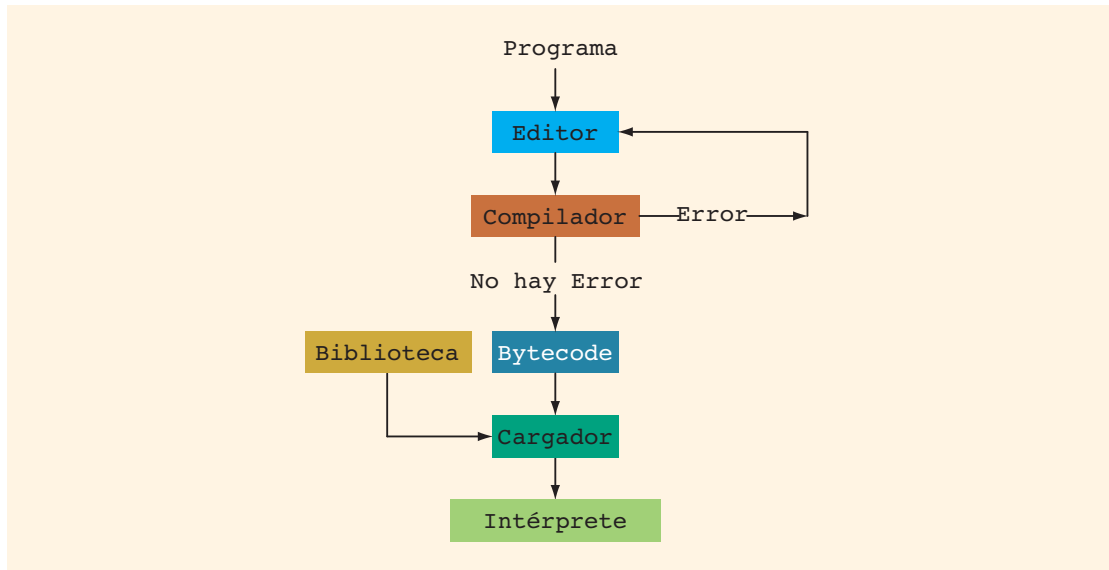 Programa
Editor
Compilador
Error
No hay Error
Biblioteca
Bytecode
Cargador
Intérprete